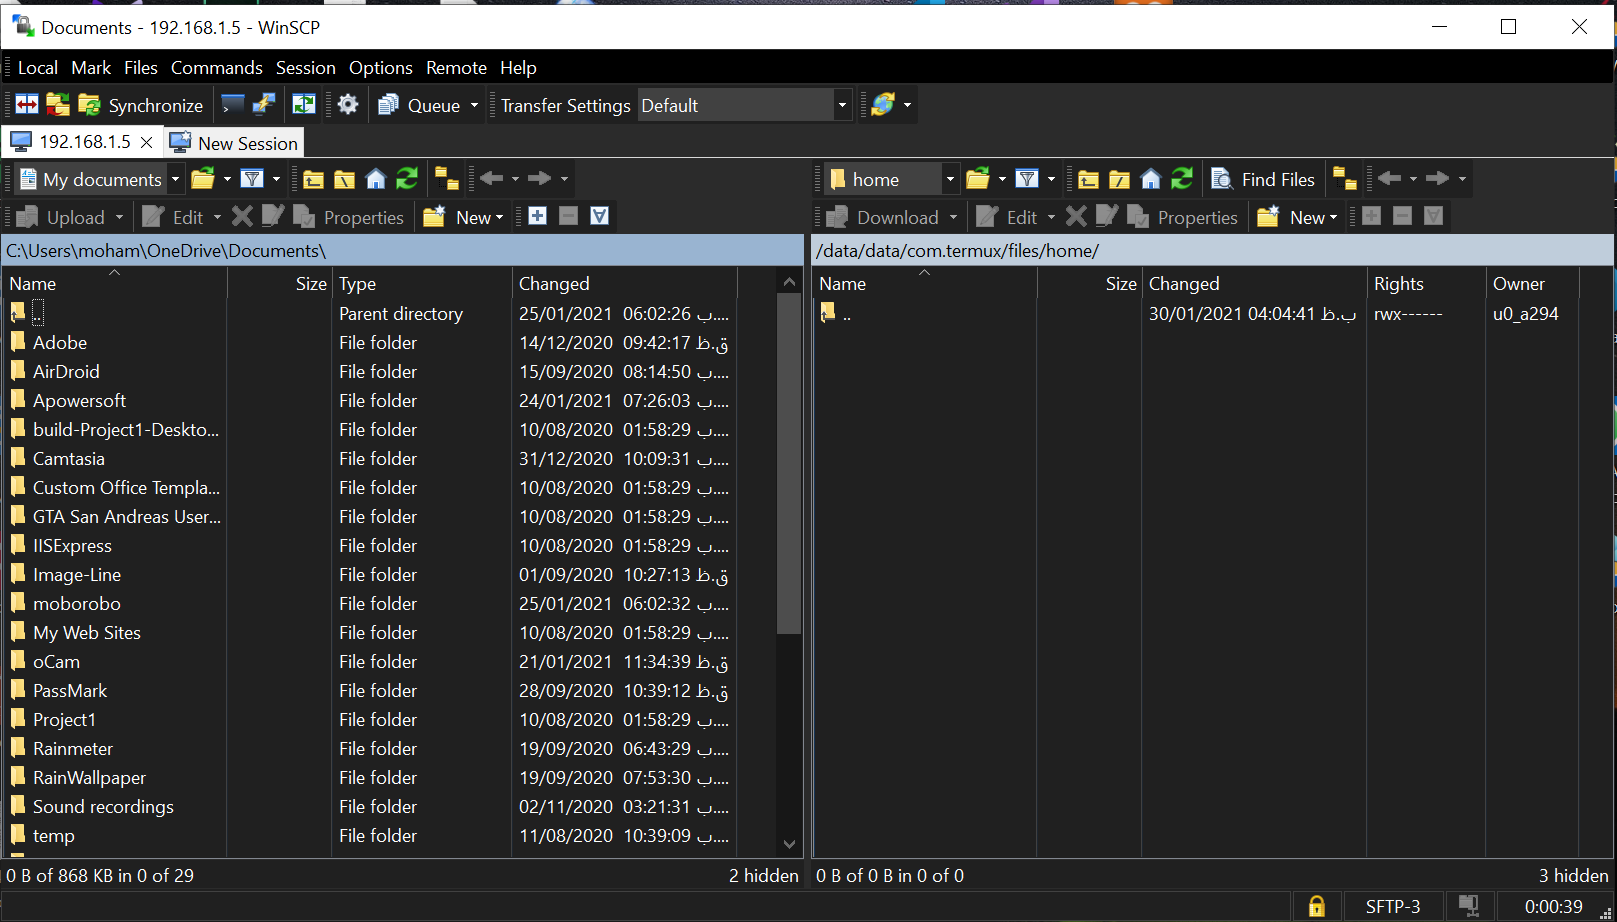 Documents - 192.168.1.5 - WinSCP
Local Mark Files Commands Session Options Remote Help
Synchronize Queue Transfer Settings Default
192.168.1.5 New Session
My documents
Upload Edit Properties New
C:\Users\moham\OneDrive\Documents\
Name Size Type Changed
.. Parent directory 25/01/2021 06:02:26 ب....
Adobe File folder 14/12/2020 09:42:17 ق.ظ
AirDroid File folder 15/09/2020 08:14:50 ب....
Apowersoft File folder 24/01/2021 07:26:03 ب....
build-Project1-Deskto... File folder 10/08/2020 01:58:29 ب....
Camtasia File folder 31/12/2020 10:09:31 ب....
Custom Office Templa... File folder 10/08/2020 01:58:29 ب....
GTA San Andreas User... File folder 10/08/2020 01:58:29 ب....
IISExpress File folder 10/08/2020 01:58:29 ب....
Image-Line File folder 01/09/2020 10:27:13 ق.ظ
moborobo File folder 25/01/2021 06:02:32 ب....
My Web Sites File folder 10/08/2020 01:58:29 ب....
oCam File folder 21/01/2021 11:34:39 ق.ظ
PassMark File folder 28/09/2020 10:39:12 ق.ظ
Project1 File folder 10/08/2020 01:58:29 ب....
Rainmeter File folder 19/09/2020 06:43:29 ب....
RainWallpaper File folder 19/09/2020 07:53:30 ب....
Sound recordings File folder 02/11/2020 03:21:31 ب....
temp File folder 11/08/2020 10:39:09 ب....
0 B of 868 KB in 0 of 29 2 hidden
home Find Files
Download Edit Properties New
/data/data/com.termux/files/home/
Name Size Changed Rights Owner
.. 30/01/2021 04:04:41 ب.ظ rwx------ u0_a294
0 B of 0 B in 0 of 0 3 hidden
SFTP-3 0:00:39